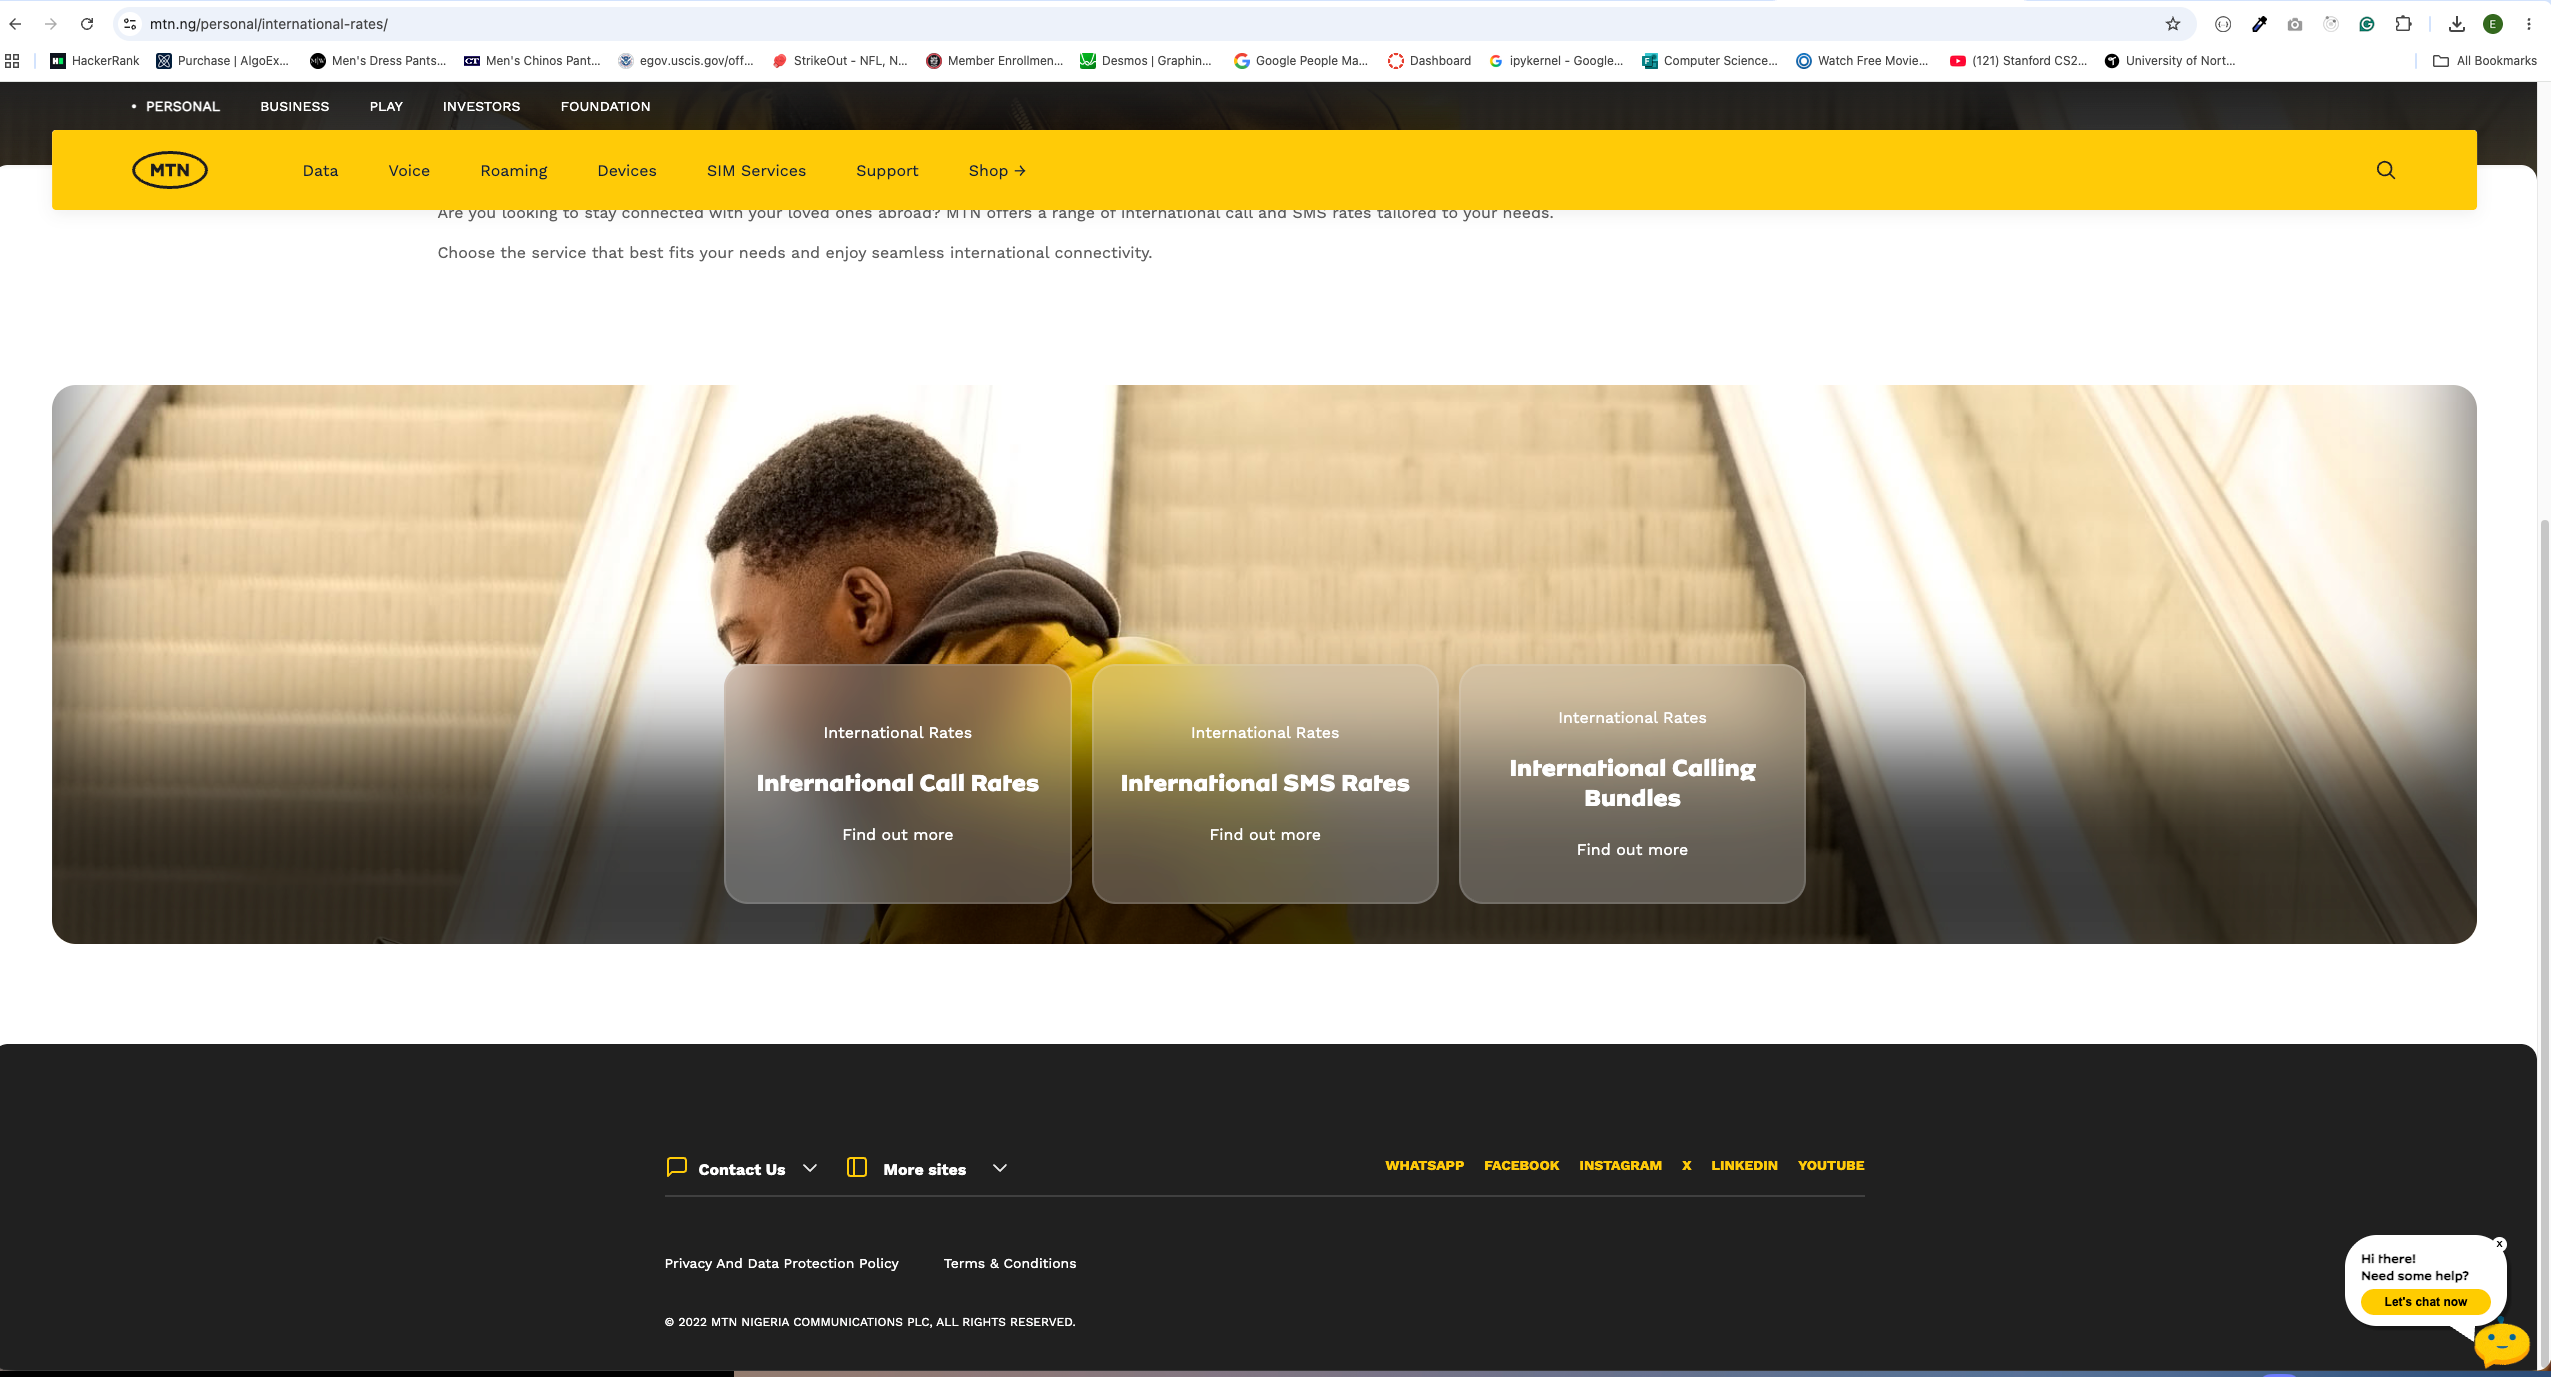 mtn.ng/personal/international-rates/
E
HackerRank
Purchase | AlgoEx...
Men's Dress Pants...
CT
Men's Chinos Pant...
egov.uscis.gov/off...
StrikeOut - NFL, N...
Member Enrollmen...
Desmos | Graphin...
Google People Ma...
Dashboard
ipykernel - Google...
Computer Science...
Watch Free Movie...
(121) Stanford CS2...
University of Nort...
All Bookmarks
• PERSONAL
BUSINESS
PLAY
INVESTORS
FOUNDATION
MTN
Data
Voice
Roaming
Devices
SIM Services
Support
Shop →
Are you looking to stay connected with your loved ones abroad? MTN offers a range of international call and SMS rates tailored to your needs.
Choose the service that best fits your needs and enjoy seamless international connectivity.
International Rates
International Call Rates
Find out more
International Rates
International SMS Rates
Find out more
International Rates
International Calling
Bundles
Find out more
Contact Us
More sites
WHATSAPP
FACEBOOK
INSTAGRAM
X
LINKEDIN
YOUTUBE
Privacy And Data Protection Policy
Terms & Conditions
© 2022 MTN NIGERIA COMMUNICATIONS PLC, ALL RIGHTS RESERVED.
x
Hi there!
Need some help?
Let's chat now